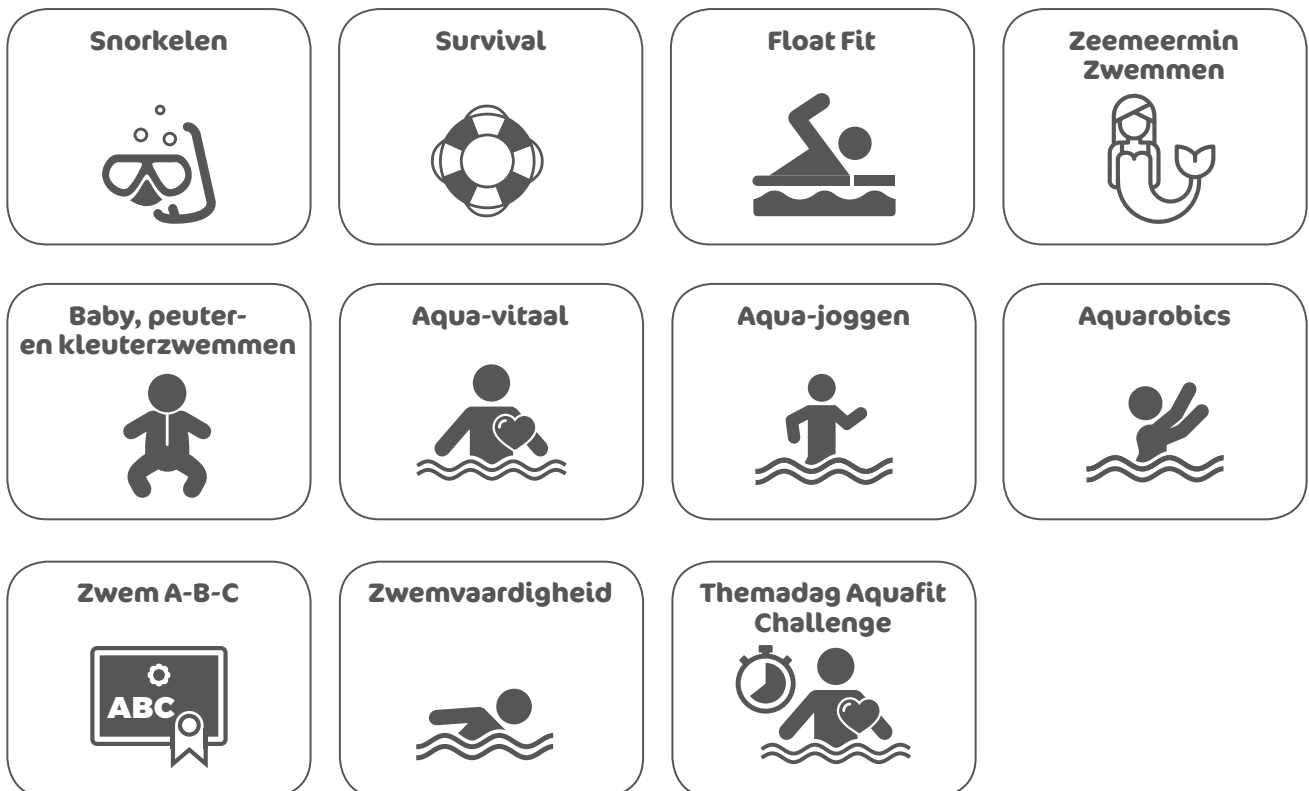 Snorkelen
Survival
Float Fit
Zeemeermin
Zwemmen
Baby, peuter-
en kleuterzwemmen
Aqua-vitaal
Aqua-joggen
Aquarobics
Zwem A-B-C
ABC
Zwemvaardigheid
Themadag Aquafit
Challenge